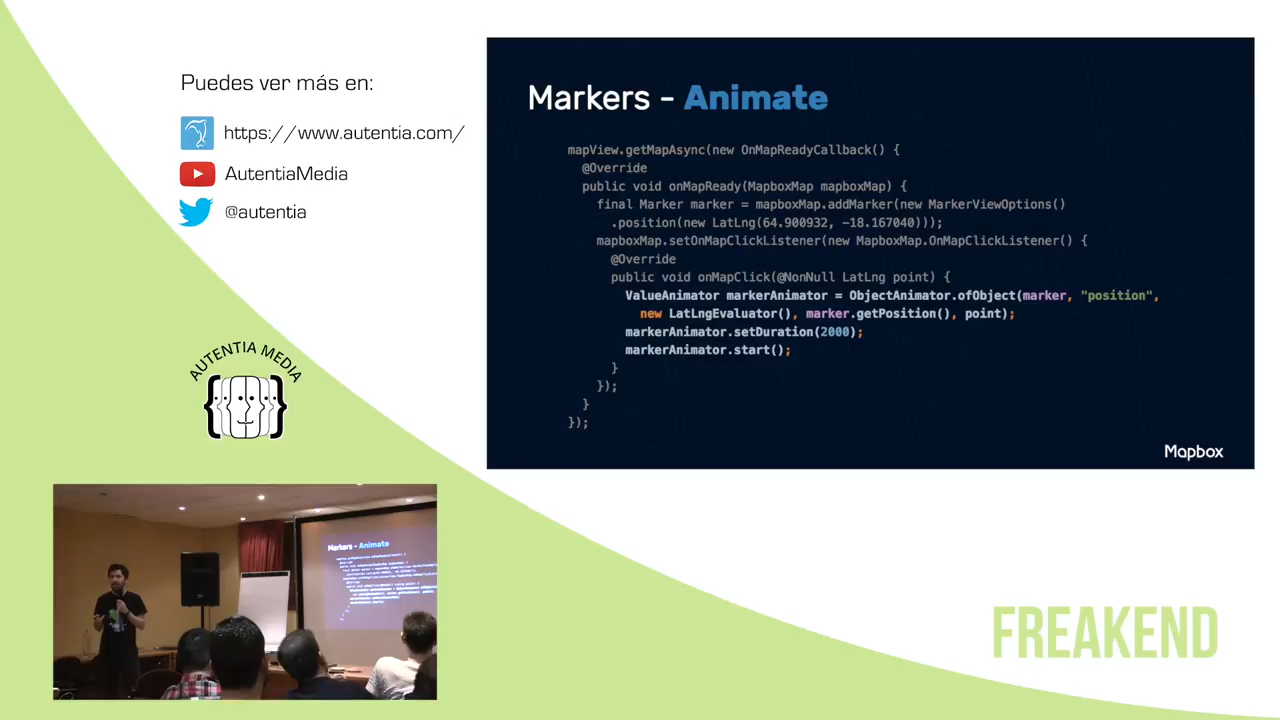 Puedes ver más en:
https://www.autentia.com/
AutentiaMedia
@autentia
AUTENTIA MEDIA
Markers - Animate
mapView.getMapAsync(new OnMapReadyCallback() {
@Override
public void onMapReady(MapboxMap mapboxMap) {
final Marker marker = mapboxMap.addMarker(new MarkerViewOptions()
.position(new LatLng(64.900932, -18.167040)));
mapboxMap.setOnMapClickListener(new MapboxMap.OnMapClickListener() {
@Override
public void onMapClick(@NonNull LatLng point) {
ValueAnimator markerAnimator = ObjectAnimator.ofObject(marker, "position",
new LatLngEvaluator(), marker.getPosition(), point);
markerAnimator.setDuration(2000);
markerAnimator.start();
}
});
}
});
Mapbox
Markers - Animate
FREAKEND